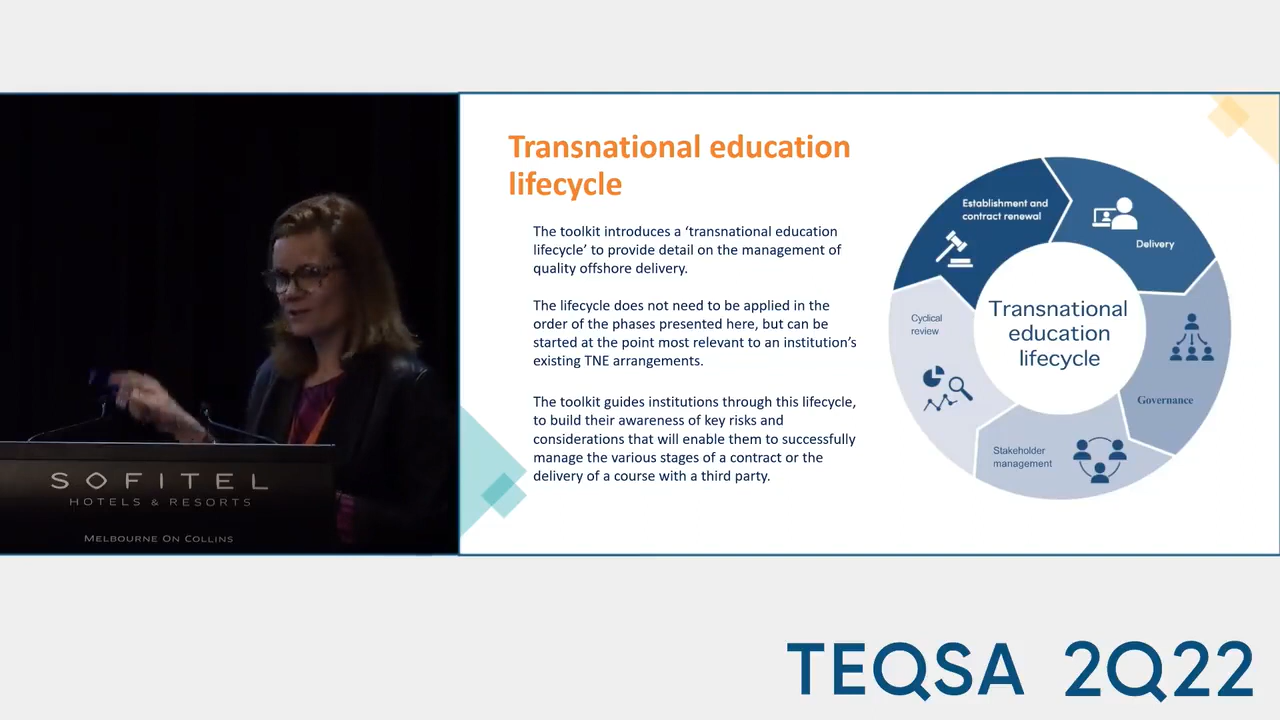 SOFITEL
HOTELS & RESORTS
MELBOURNE ON COLLINS
Transnational education
lifecycle
The toolkit introduces a ‘transnational education
lifecycle’ to provide detail on the management of
quality offshore delivery.
The lifecycle does not need to be applied in the
order of the phases presented here, but can be
started at the point most relevant to an institution’s
existing TNE arrangements.
The toolkit guides institutions through this lifecycle,
to build their awareness of key risks and
considerations that will enable them to successfully
manage the various stages of a contract or the
delivery of a course with a third party.
Establishment and
contract renewal
Delivery
Governance
Stakeholder
management
Cyclical
review
Transnational
education
lifecycle
TEQSA 2Q22